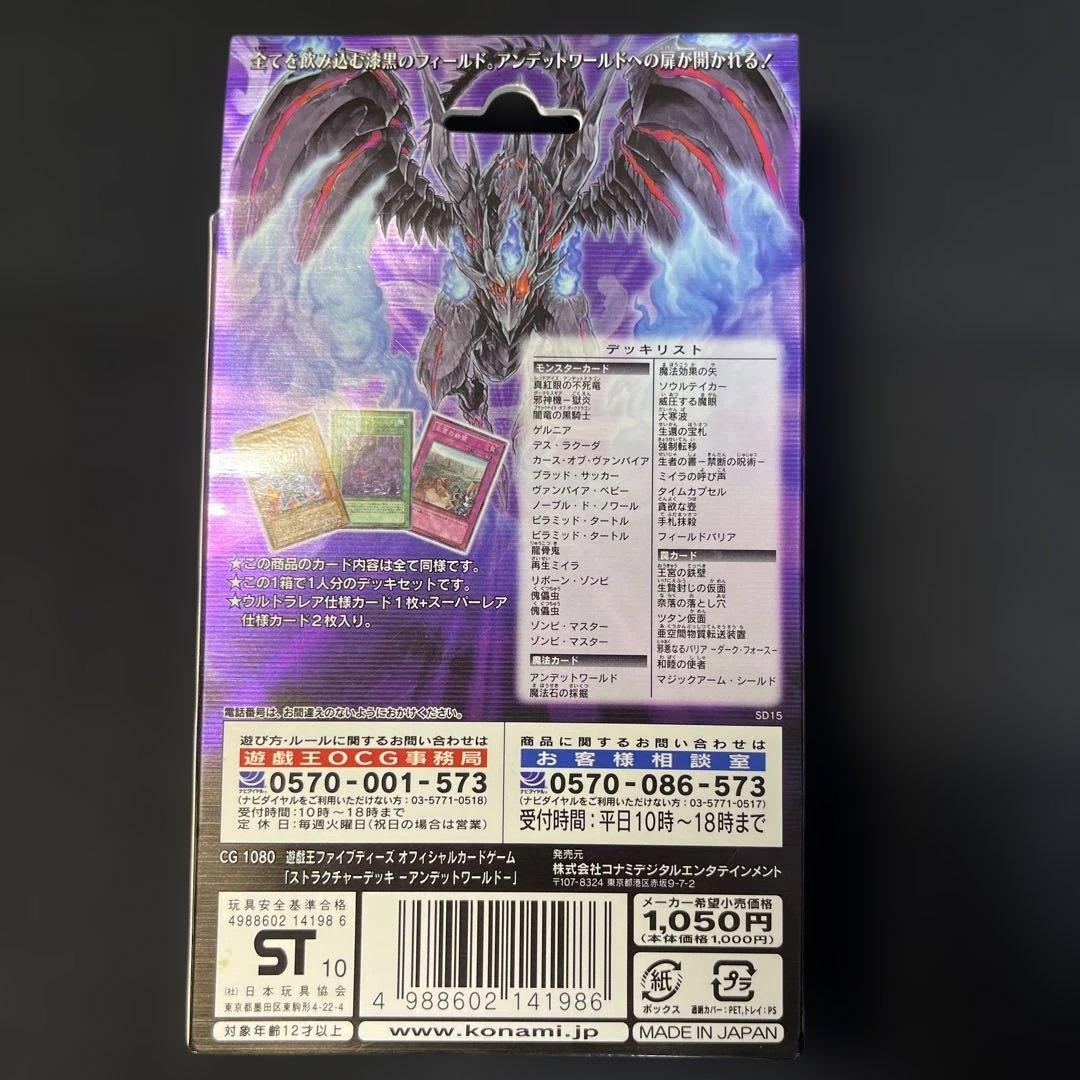 全てを飲み込む漆黒のフィールド。アンデットワールドへの扉が開かれる!
デッキリスト
モンスターカード
真紅眼の不死竜
邪神機-獄炎
闇竜の黒騎士
ゲルニア
デス・ラクーダ
カース・オブ・ヴァンパイア
ブラッド・サッカー
ヴァンパイア・ベビー
ノーブル・ド・ノワール
ピラミッド・タートル
ピラミッド・タートル
龍骨鬼
再生ミイラ
リボーン・ゾンビ
傀儡虫
傀儡虫
ゾンビ・マスター
ゾンビ・マスター
魔法カード
アンデットワールド
魔法石の採掘
魔法効果の矢
ソウルテイカー
威圧する魔眼
大寒波
生還の宝札
強制転移
生者の書-禁断の呪術-
ミイラの呼び声
タイムカプセル
貪欲な壺
手札抹殺
フィールドバリア
罠カード
王宮の鉄壁
生贄封じの仮面
奈落の落とし穴
ツタン仮面
亜空間物質転送装置
邪悪なるバリア -ダーク・フォース-
和睦の使者
マジックアーム・シールド
SD15
★この商品のカード内容は全て同様です。
★この1箱で1人分のデッキセットです。
★ウルトラレア仕様カード1枚+スーパーレア
仕様カード2枚入り。
電話番号は、お間違えのないようにおかけください。
遊び方・ルールに関するお問い合わせは
遊戯王OCG事務局
ナビダイヤル 0570-001-573
(ナビダイヤルをご利用いただけない方:03-5771-0518)
受付時間:10時~18時まで
定休日:毎週火曜日(祝日の場合は営業)
商品に関するお問い合わせは
お客様相談室
ナビダイヤル 0570-086-573
(ナビダイヤルをご利用いただけない方:03-5771-0517)
受付時間:平日10時~18時まで
CG 1080 遊戯王ファイブディーズ オフィシャルカードゲーム
「ストラクチャーデッキ -アンデットワールド-」
発売元
株式会社コナミデジタルエンタテインメント
〒107-8324 東京都港区赤坂9-7-2
玩具安全基準合格
4988602 14198 6
ST 10
(社)日本玩具協会
東京都墨田区東駒形4-22-4
対象年齢12才以上
4 988602 141986
www.konami.jp
メーカー希望小売価格
1,050円
(本体価格1,000円)
紙
ボックス
プラ
透明カバー:PET,トレイ:PS
MADE IN JAPAN